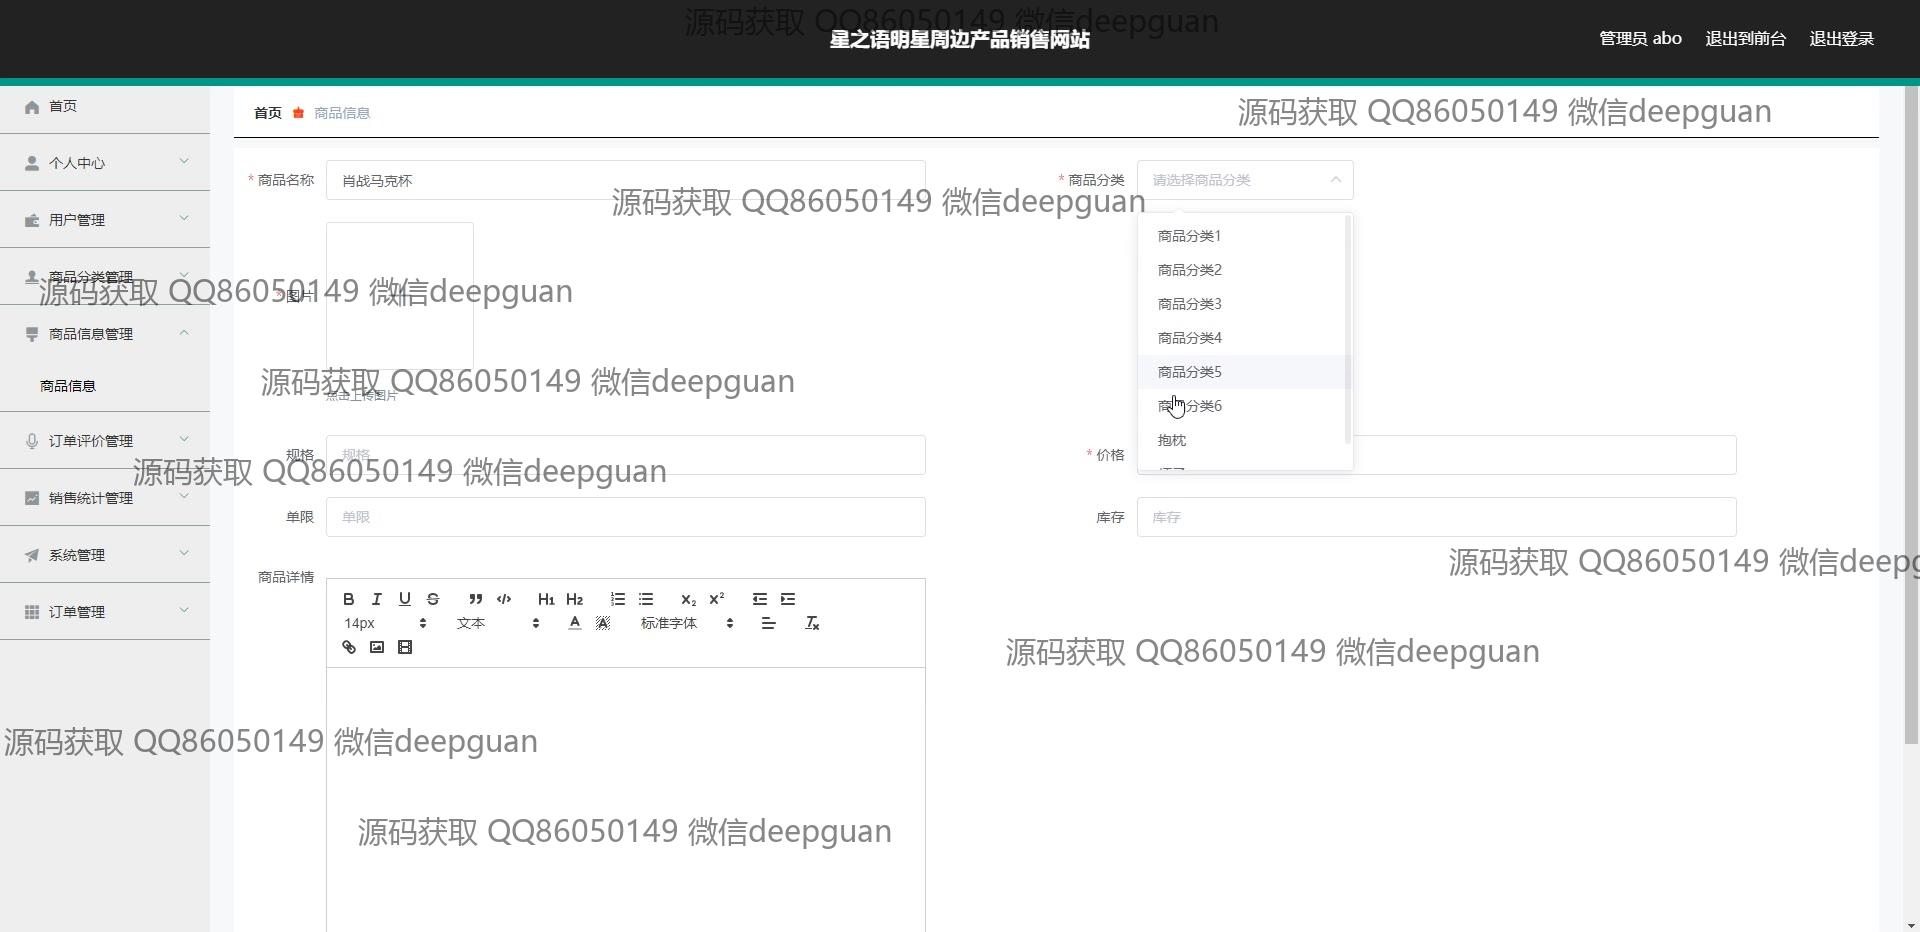 源码获取 QQ86050149 微信deepguan
星之语明星周边产品销售网站
管理员 abo 退出到前台 退出登录
首页
首页 商品信息
源码获取 QQ86050149 微信deepguan
个人中心
* 商品名称 肖战马克杯
* 商品分类 请选择商品分类
源码获取 QQ86050149 微信deepguan
用户管理
商品分类1
商品分类2
商品分类管理
源码获取 QQ86050149 微信deepguan
* 图片
商品分类3
商品信息管理
商品分类4
商品分类5
商品信息
源码获取 QQ86050149 微信deepguan
点击上传图片
商品分类6
订单评价管理
抱枕
规格 规格
* 价格
源码获取 QQ86050149 微信deepguan
销售统计管理
单限 单限
库存 库存
系统管理
源码获取 QQ86050149 微信deepg
商品详情
订单管理
B I U S H1 H2 X2 X2
14px 文本 A A 标准字体
源码获取 QQ86050149 微信deepguan
源码获取 QQ86050149 微信deepguan
源码获取 QQ86050149 微信deepguan